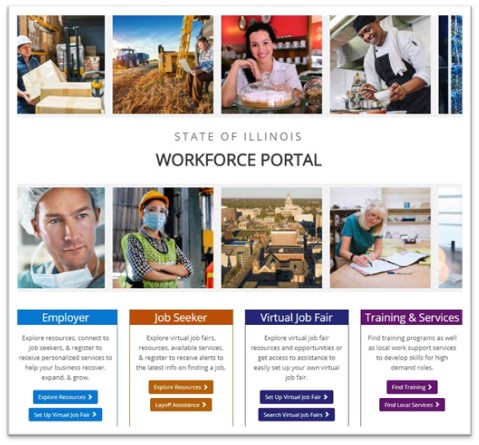 STATE OF ILLINOIS
WORKFORCE PORTAL
Employer
Explore resources, connect to
job seekers, & register to
receive personalized services to
help your business recover,
expand, & grow.
Explore Resources
Set Up Virtual Job Fair
Job Seeker
Explore virtual job fairs,
resources, available services,
& register to receive alerts to
the latest info on finding a job.
Explore Resources
Layoff Assistance
Virtual Job Fair
Explore virtual job fair
resources and opportunities or
get access to assistance to
easily set up your own virtual
job fair.
Set Up Virtual Job Fair
Search Virtual Job Fairs
Training & Services
Find training programs as well
as local work support services
to develop skills for high
demand roles.
Find Training
Find Local Services